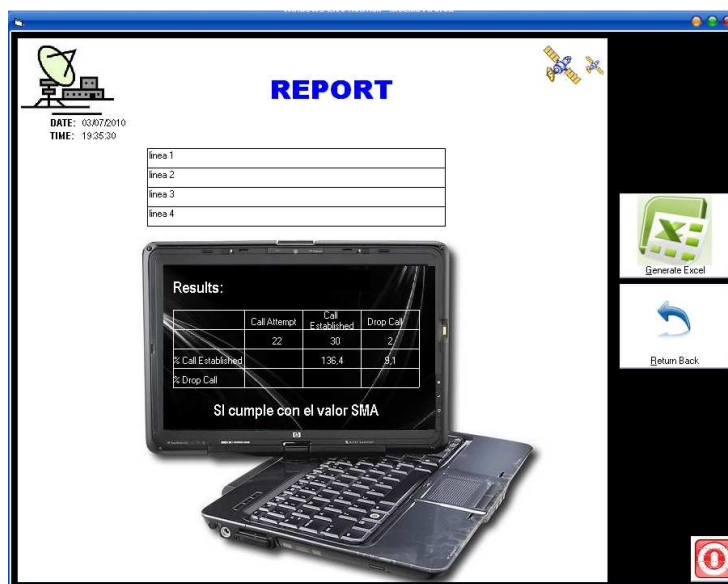 REPORT
DATE: 03/07/2010
TIME: 19:35:30
linea 1
linea 2
linea 3
linea 4
Results:
Call Attempt Call Established Drop Call
22 30 2
% Call Established 136,4 9,1
% Drop Call
SI cumple con el valor SMA
hp
Generate Excel
Return Back